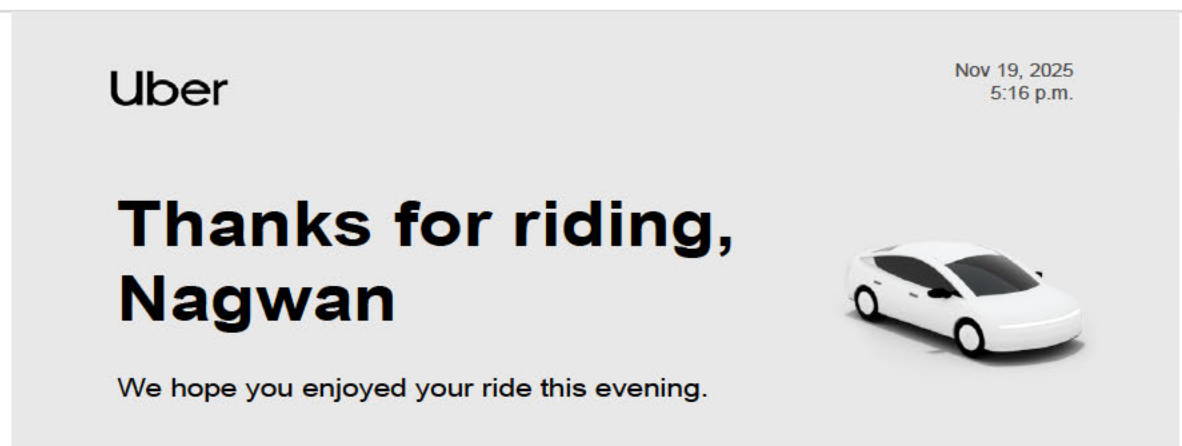 Uber
Nov 19, 2025
5:16 p.m.
Thanks for riding,
Nagwan
We hope you enjoyed your ride this evening.